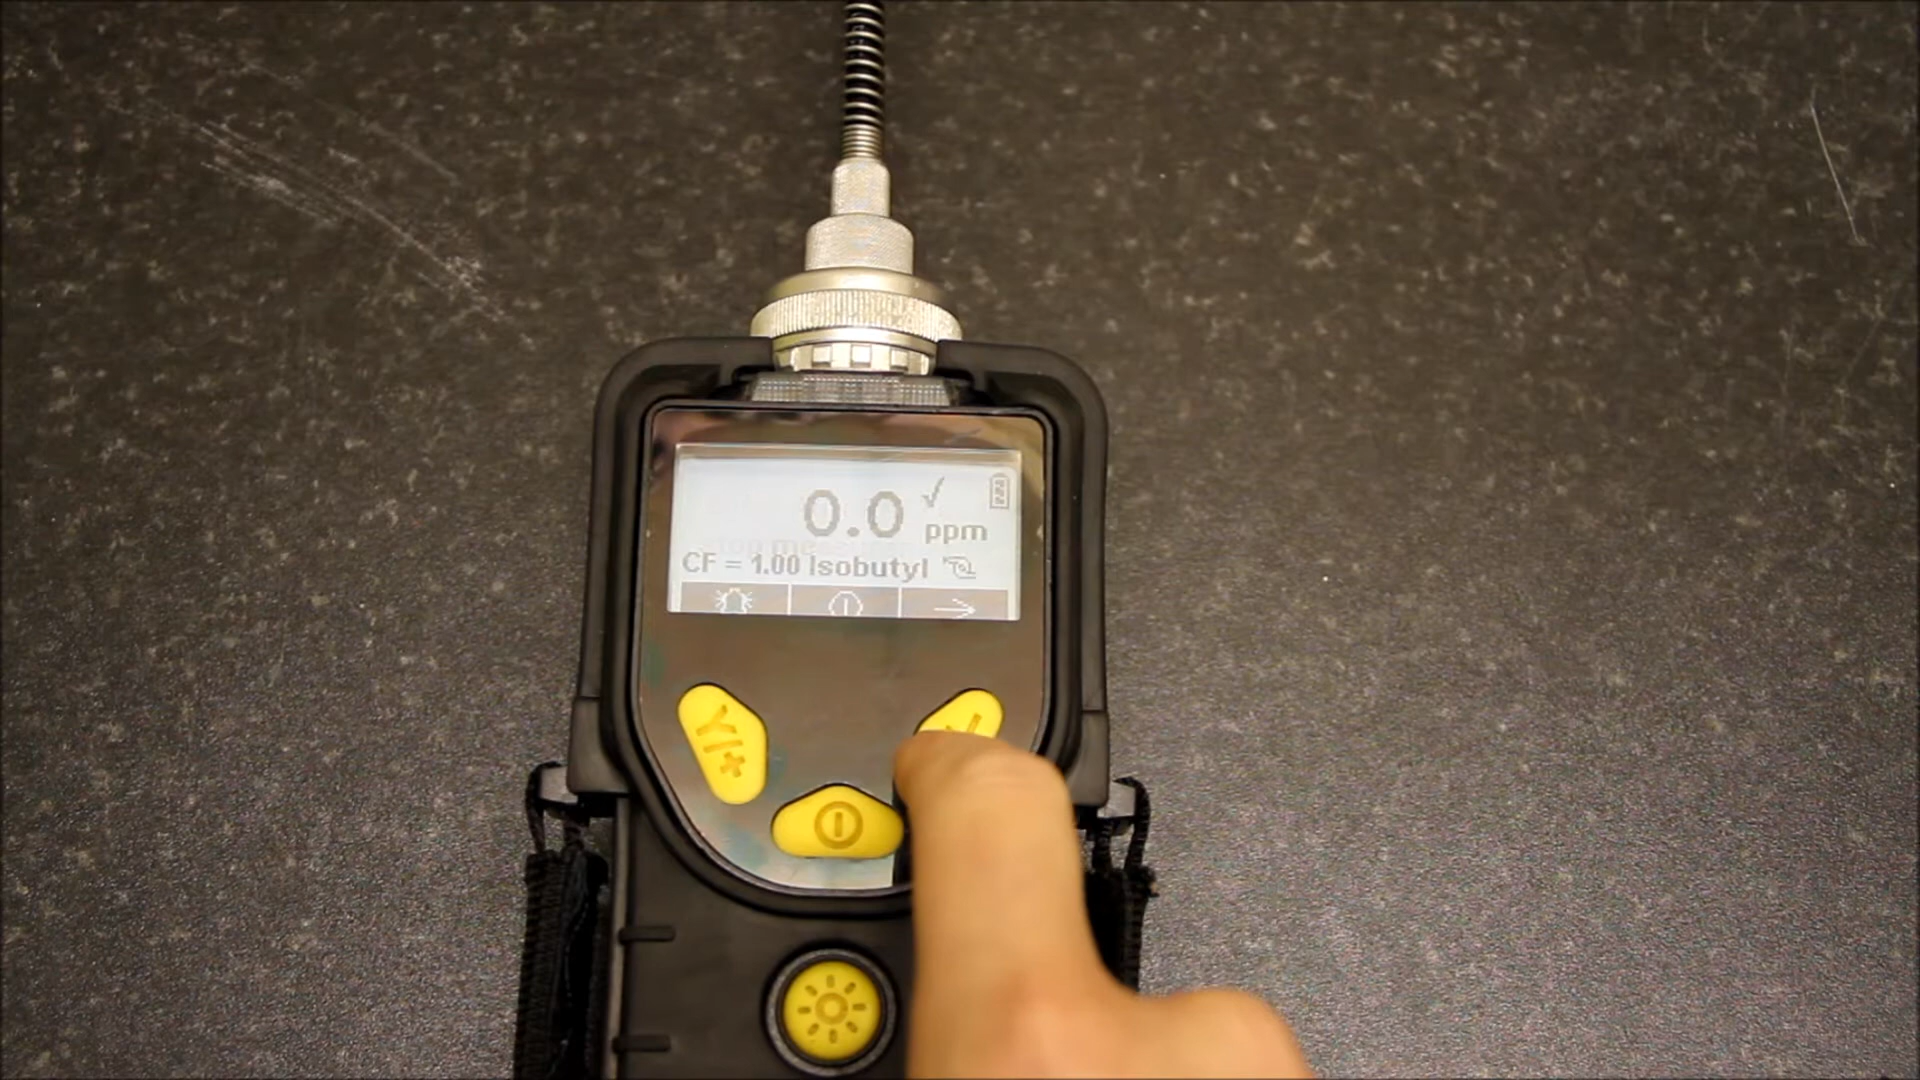 0.0 ppm
CF = 1.00 Isobutyl
Y/+